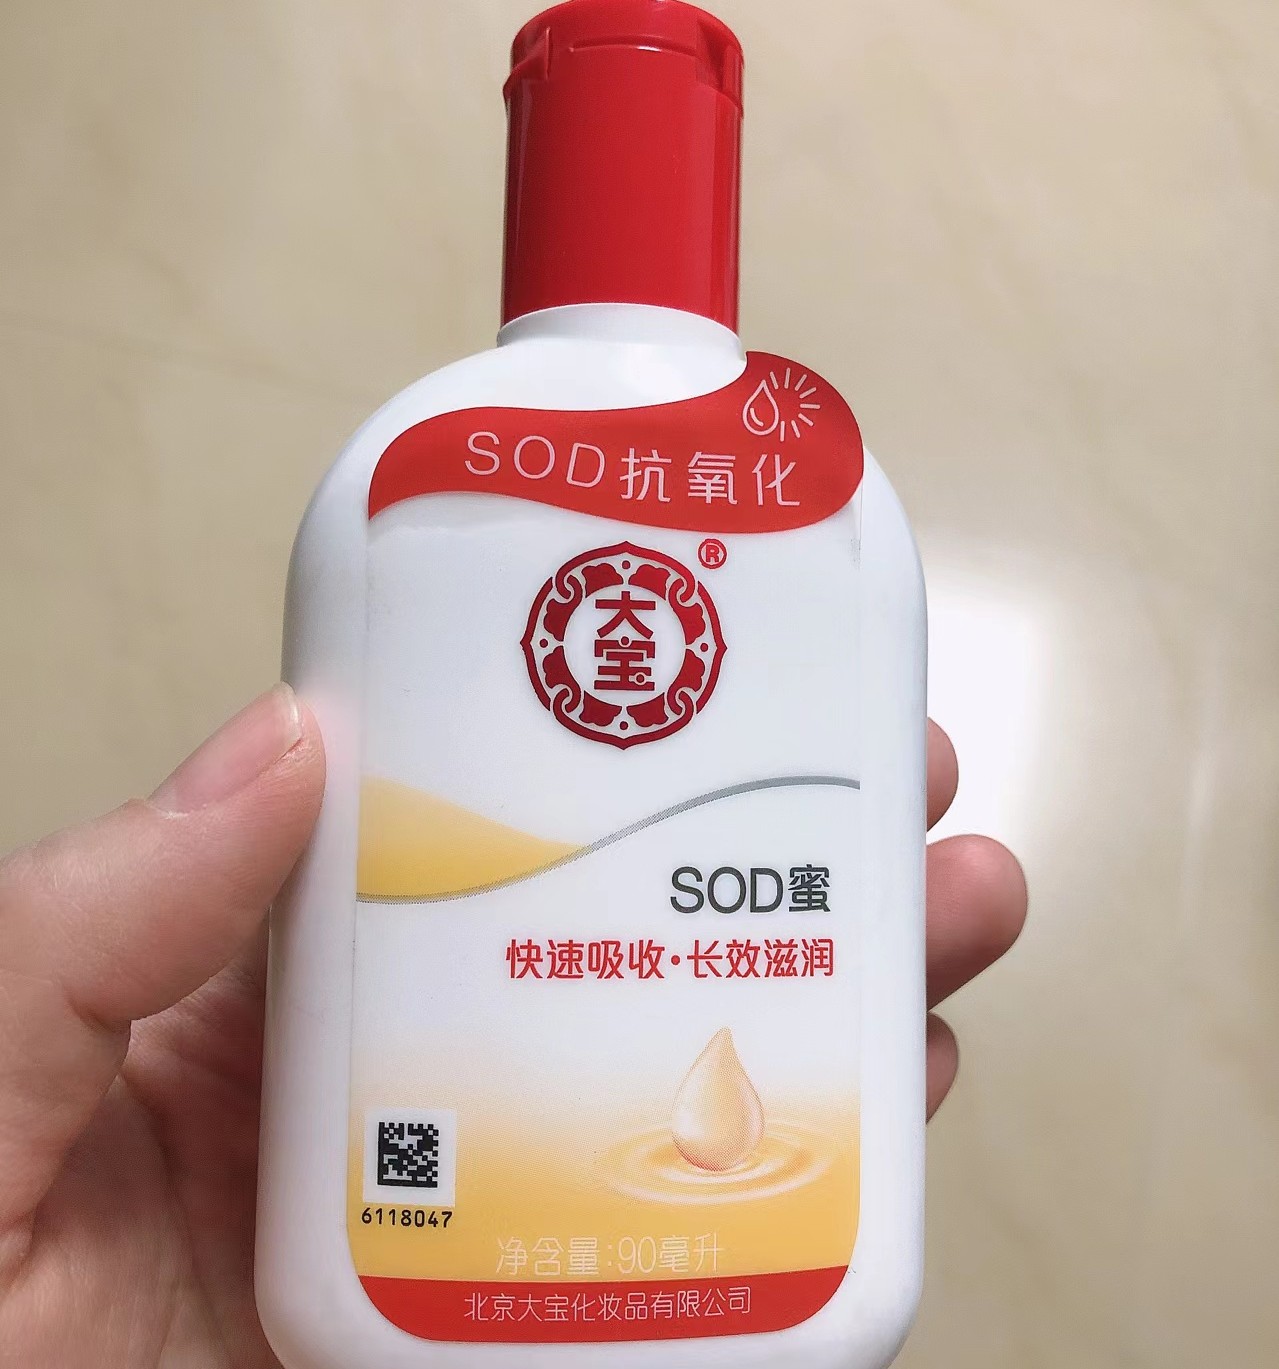 SOD抗氧化
®
大
宝
SOD蜜
快速吸收·长效滋润
6118047
净含量:90毫升
北京大宝化妆品有限公司